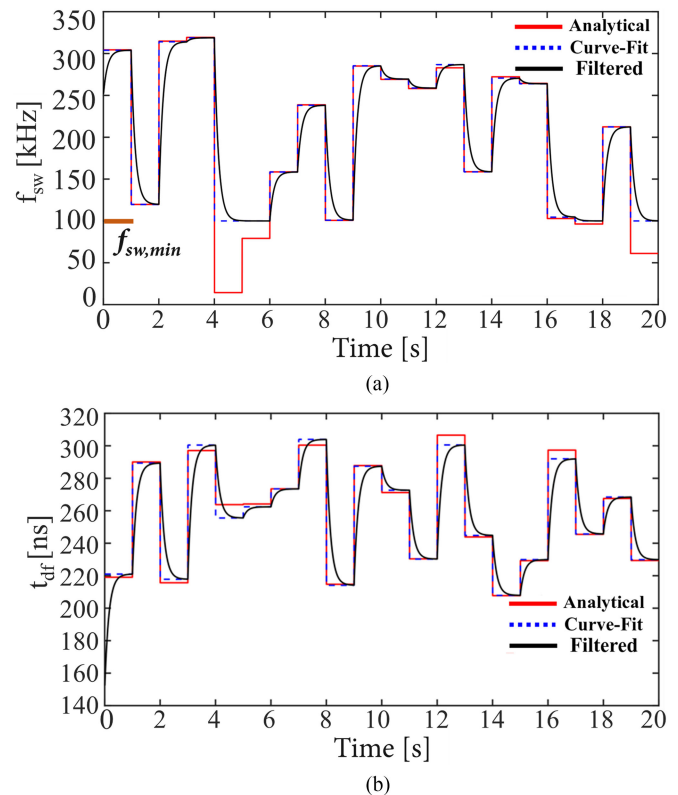 350
300
250
200
150
100
50
0
f_sw [kHz]
Analytical
Curve-Fit
Filtered
f_sw,min
0 2 4 6 8 10 12 14 16 18 20
Time [s]
(a)
320
300
280
260
240
220
200
180
160
140
t_df [ns]
Analytical
Curve-Fit
Filtered
0 2 4 6 8 10 12 14 16 18 20
Time [s]
(b)